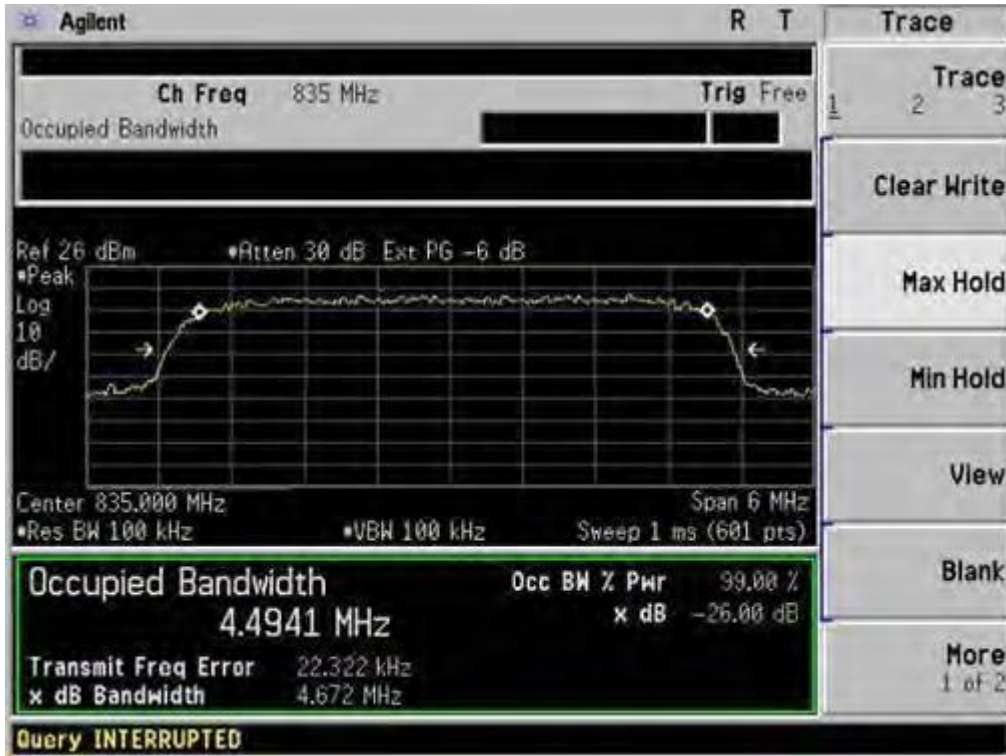 Agilent R T Trace
Ch Freq 835 MHz Trig Free
Occupied Bandwidth
Trace
1 2 3
Clear Write
Max Hold
Min Hold
View
Blank
More
1 of 2
Ref 26 dBm *Atten 30 dB Ext PG -6 dB
*Peak
Log
10
dB/
Center 835.000 MHz Span 6 MHz
*Res BW 100 kHz *VBW 100 kHz Sweep 1 ms (601 pts)
Occupied Bandwidth Occ BW % Pwr 99.00 %
4.4941 MHz x dB -26.00 dB
Transmit Freq Error 22.322 kHz
x dB Bandwidth 4.672 MHz
Query INTERRUPTED